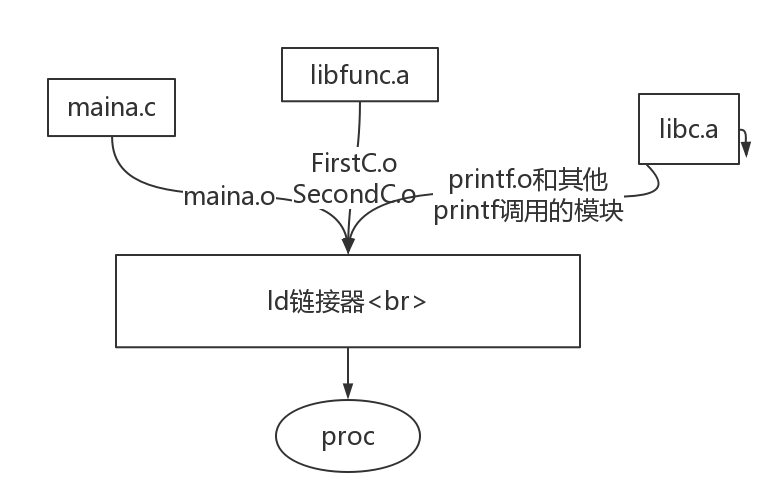 libfunc.a
maina.c
libc.a
FirstC.o
SecondC.o
maina.o
printf.o和其他
printf调用的模块
ld链接器<br>
proc